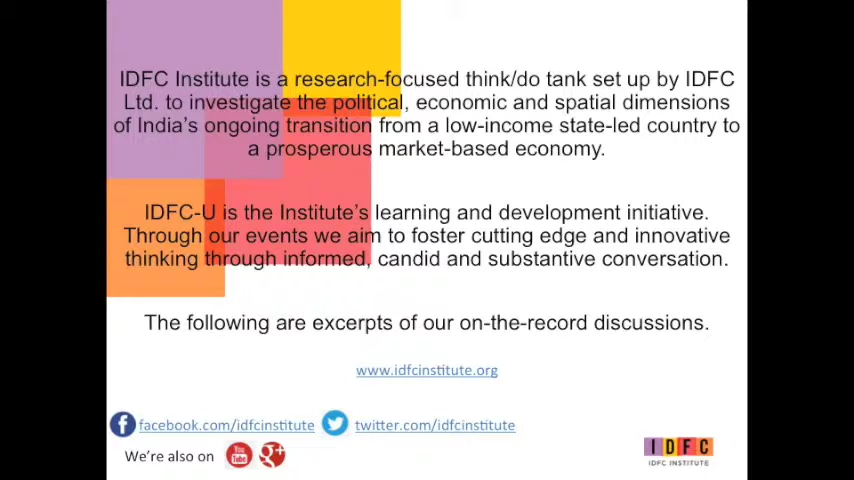 IDFC Institute is a research-focused think/do tank set up by IDFC
Ltd. to investigate the political, economic and spatial dimensions
of India's ongoing transition from a low-income state-led country to
a prosperous market-based economy.
IDFC-U is the Institute's learning and development initiative.
Through our events we aim to foster cutting edge and innovative
thinking through informed, candid and substantive conversation.
The following are excerpts of our on-the-record discussions.
www.idfcinstitute.org
facebook.com/idfcinstitute twitter.com/idfcinstitute
We're also on You Tube g+
IDFC
IDFC INSTITUTE